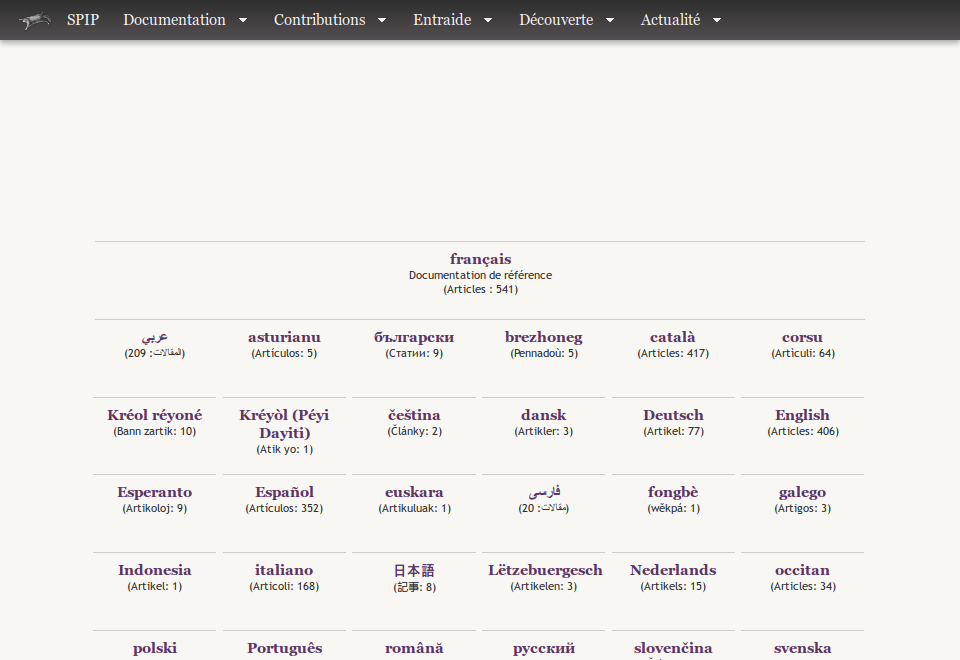 SPIP Documentation Contributions Entraide Découverte Actualité
français
Documentation de référence
(Articles : 541)
عربي asturianu български brezhoneg català corsu
(المقالات: 209) (Artículos: 5) (Статии: 9) (Pennadoù: 5) (Articles: 417) (Articuli: 64)
Kréol réyoné Kréyòl (Péyi Dayiti) čeština dansk Deutsch English
(Bann zartik: 10) (Atik yo: 1) (Články: 2) (Artikler: 3) (Artikel: 77) (Articles: 406)
Esperanto Español euskara فارسى fongbè galego
(Artikoloj: 9) (Artículos: 352) (Artikuluak: 1) (مقالات: 20) (wěkpá: 1) (Artigos: 3)
Indonesia italiano 日本語 Lëtzebuergesch Nederlands occitan
(Artikel: 1) (Articoli: 168) (記事: 8) (Artikelen: 3) (Artikels: 15) (Articles: 34)
polski Português română русский slovenčina svenska